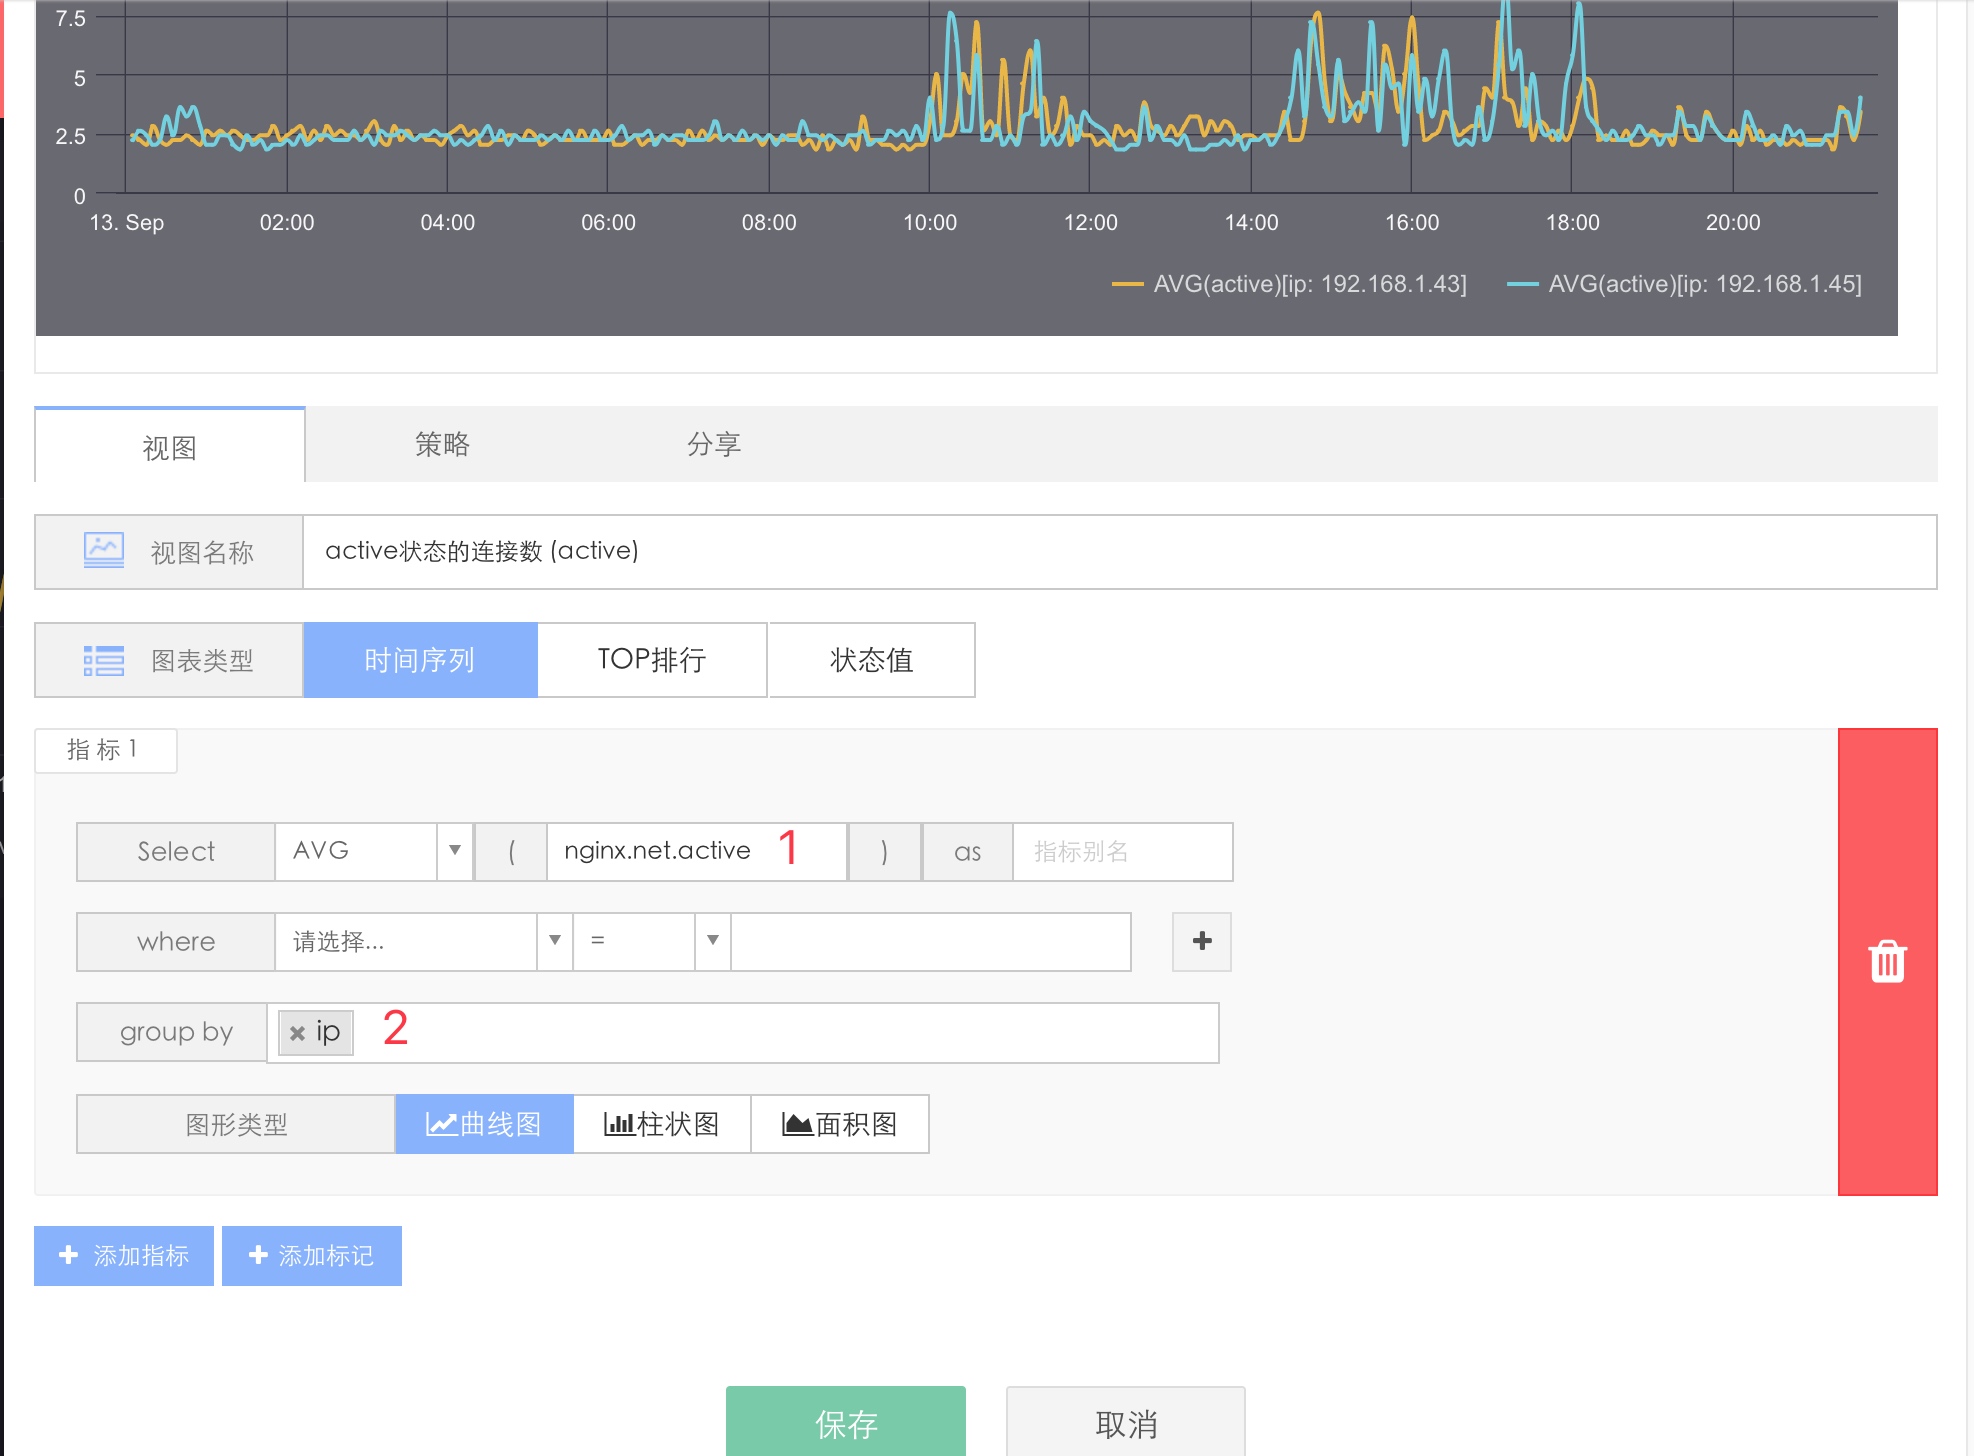 7.5
5
2.5
0
13. Sep 02:00 04:00 06:00 08:00 10:00 12:00 14:00 16:00 18:00 20:00
AVG(active)[ip: 192.168.1.43] AVG(active)[ip: 192.168.1.45]
视图 策略 分享
视图名称 active状态的连接数 (active)
图表类型 时间序列 TOP排行 状态值
指 标 1
Select AVG ( nginx.net.active 1 ) as 指标别名
where 请选择... =
group by × ip 2
图形类型 曲线图 柱状图 面积图
+ 添加指标 + 添加标记
保存 取消